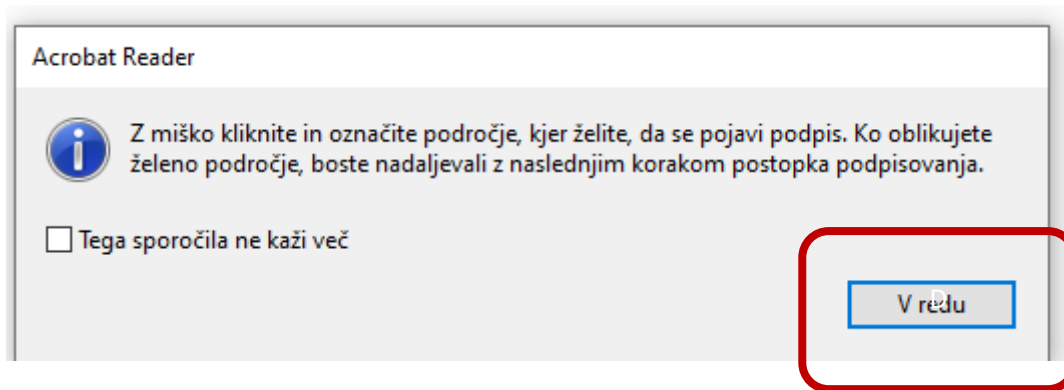 Acrobat Reader
Z miško kliknite in označite področje, kjer želite, da se pojavi podpis. Ko oblikujete
želeno področje, boste nadaljevali z naslednjim korakom postopka podpisovanja.
Tega sporočila ne kaži več
V redu